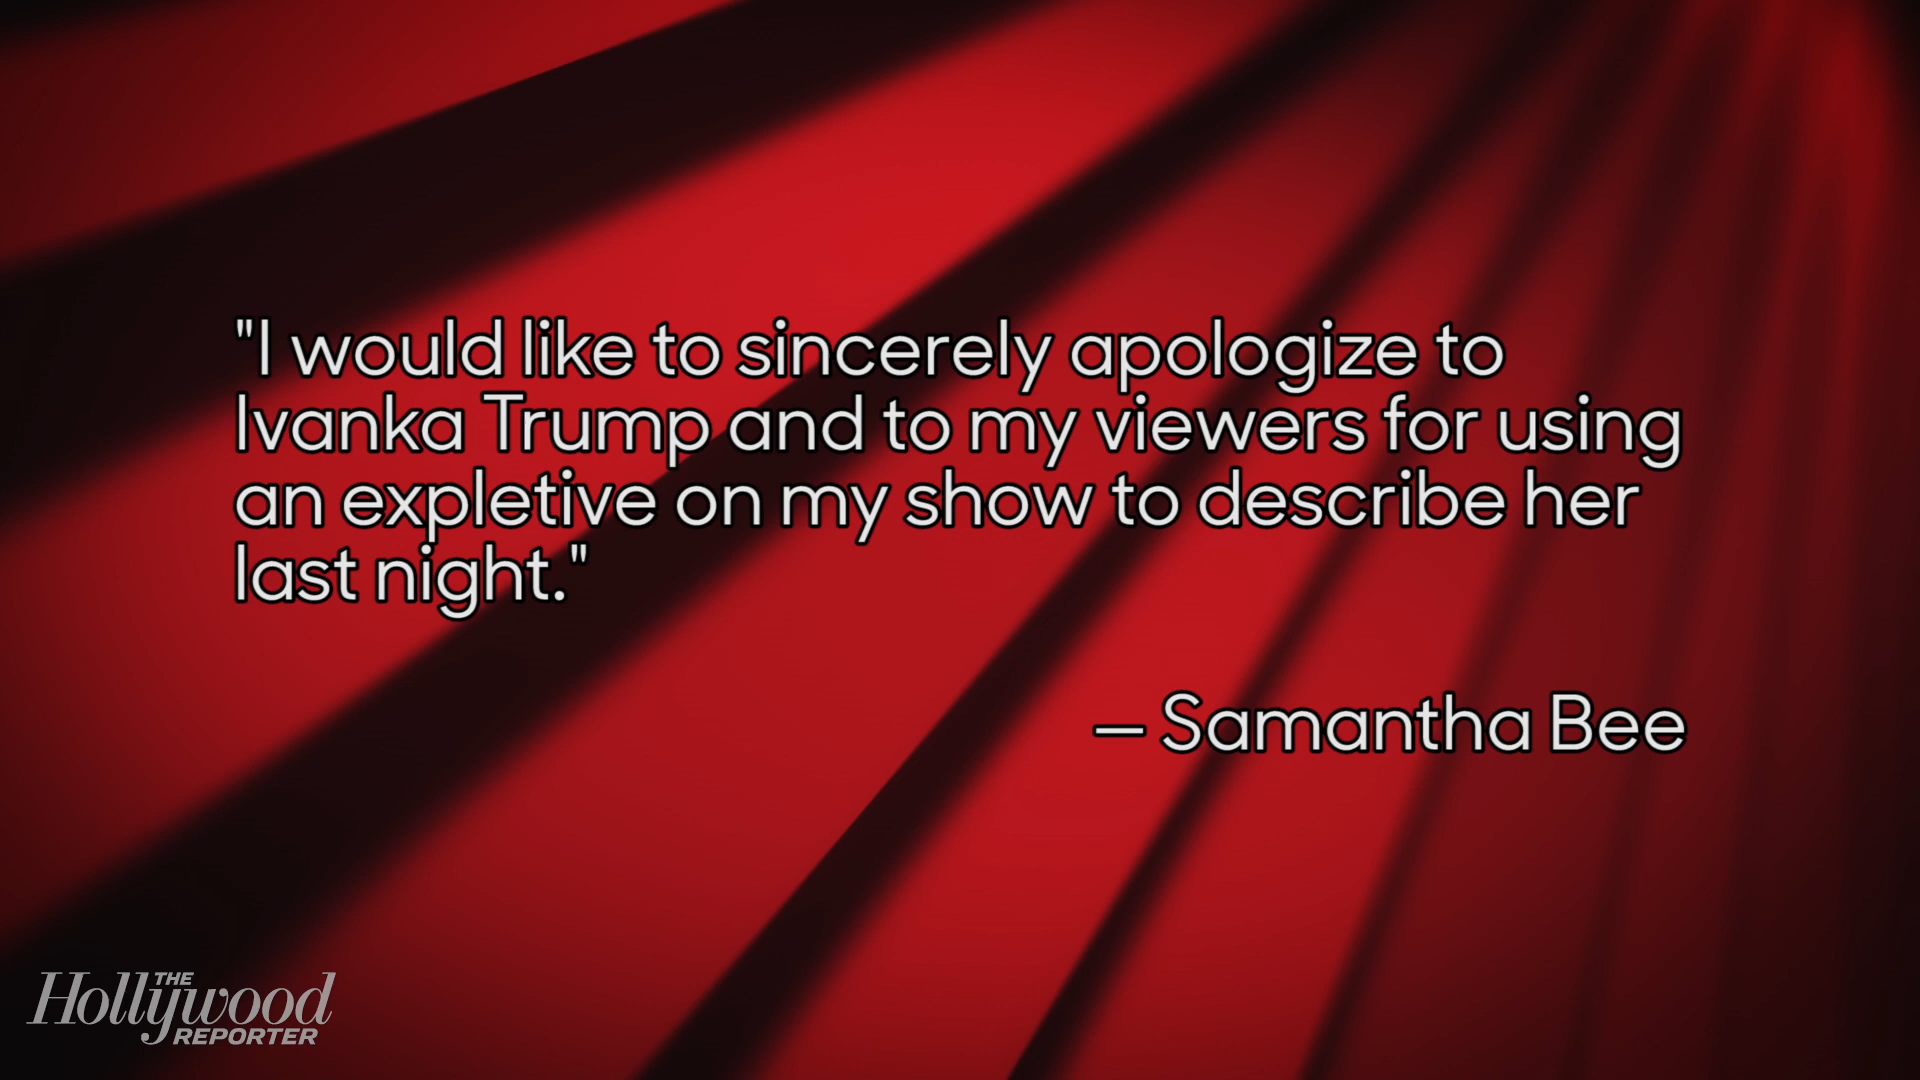 "I would like to sincerely apologize to
Ivanka Trump and to my viewers for using
an expletive on my show to describe her
last night."
— Samantha Bee
THE
Hollywood
REPORTER